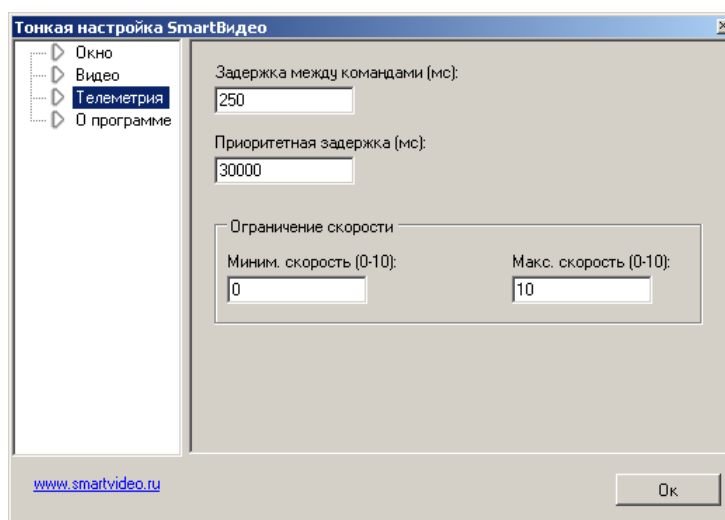 Тонкая настройка SmartВидео
Окно
Видео
Телеметрия
О программе
Задержка между командами (мс):
250
Приоритетная задержка (мс):
30000
Ограничение скорости
Миним. скорость (0-10): Макс. скорость (0-10):
0 10
www.smartvideo.ru
Ок